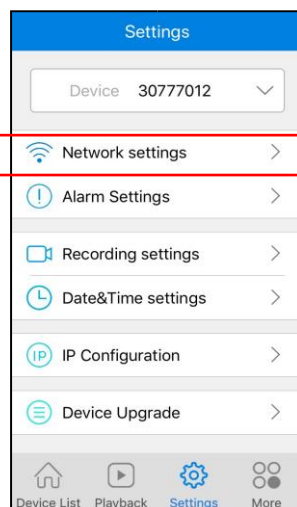 Settings
Device 30777012
Network settings
Alarm Settings
Recording settings
Date&Time settings
IP IP Configuration
Device Upgrade
Device List Playback Settings More